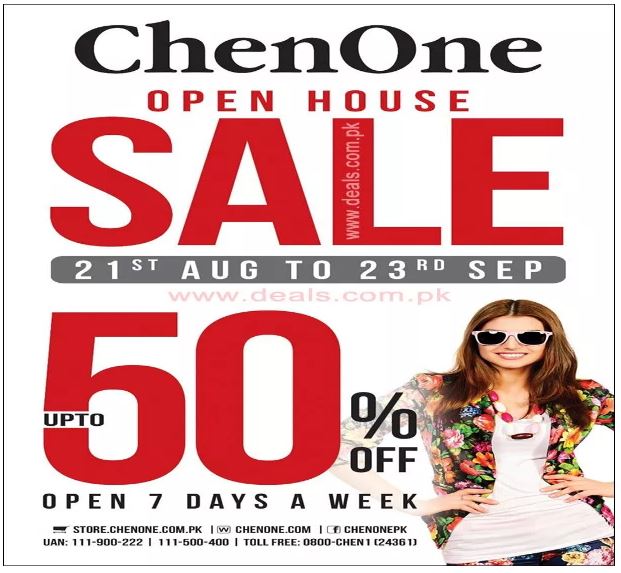 ChenOne
OPEN HOUSE
SALE
www.deals.com.pk
21ST AUG TO 23RD SEP
www.deals.com.pk
UPTO
50% OFF
OPEN 7 DAYS A WEEK
STORE.CHENONE.COM.PK | W CHENONE.COM | f CHENONEPK
UAN: 111-900-222 | 111-500-400 | TOLL FREE: 0800-CHEN1 (24361)